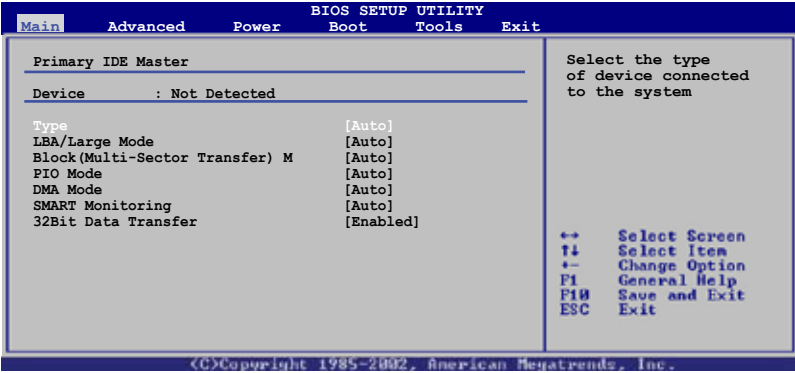 BIOS SETUP UTILITY
Main Advanced Power Boot Tools Exit
Primary IDE Master
Device : Not Detected
Type [Auto]
LBA/Large Mode [Auto]
Block(Multi-Sector Transfer) M [Auto]
PIO Mode [Auto]
DMA Mode [Auto]
SMART Monitoring [Auto]
32Bit Data Transfer [Enabled]
Select the type
of device connected
to the system
↔ Select Screen
↑↓ Select Item
+- Change Option
F1 General Help
F10 Save and Exit
ESC Exit
(C)Copyright 1985-2002, American Megatrends, Inc.